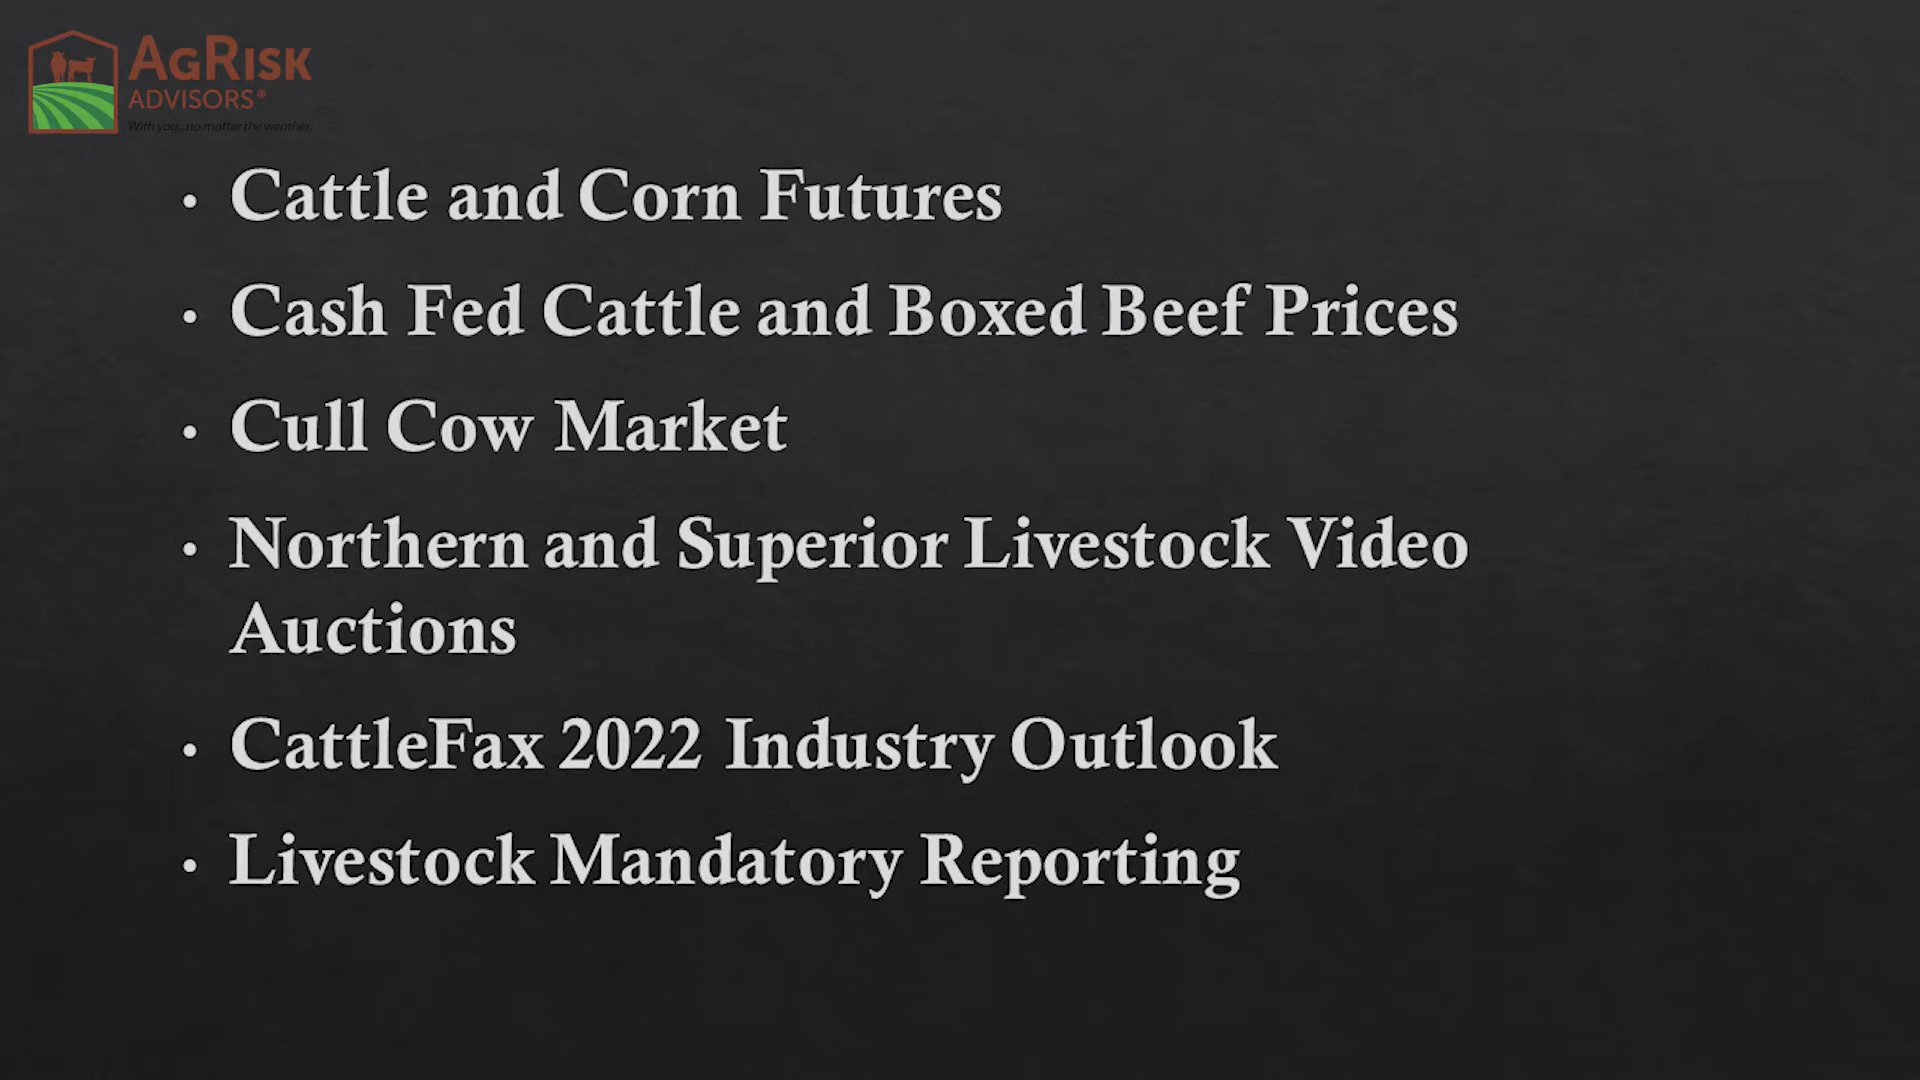 AgRisk
ADVISORS®
With you...no matter the weather.
• Cattle and Corn Futures
• Cash Fed Cattle and Boxed Beef Prices
• Cull Cow Market
• Northern and Superior Livestock Video
Auctions
• CattleFax 2022 Industry Outlook
• Livestock Mandatory Reporting